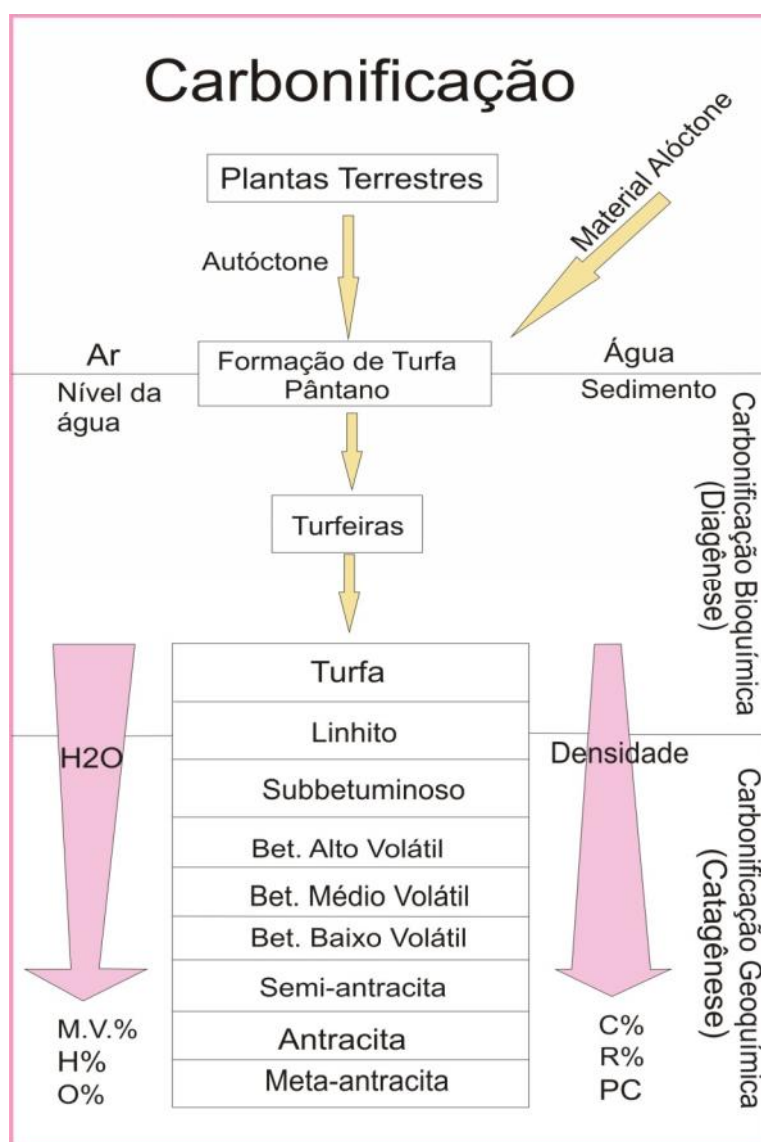 Carbonificação
Plantas Terrestres
Material Alóctone
Autóctone
Ar
Formação de Turfa
Pântano
Água
Nível da
água
Sedimento
Turfeiras
Carbonificação Bioquímica
(Diagênese)
Turfa
Linhito
H2O
Densidade
Subbetuminoso
Bet. Alto Volátil
Bet. Médio Volátil
Bet. Baixo Volátil
Semi-antracita
Antracita
Meta-antracita
Carbonificação Geoquímica
(Catagênese)
M.V.%
H%
O%
C%
R%
PC